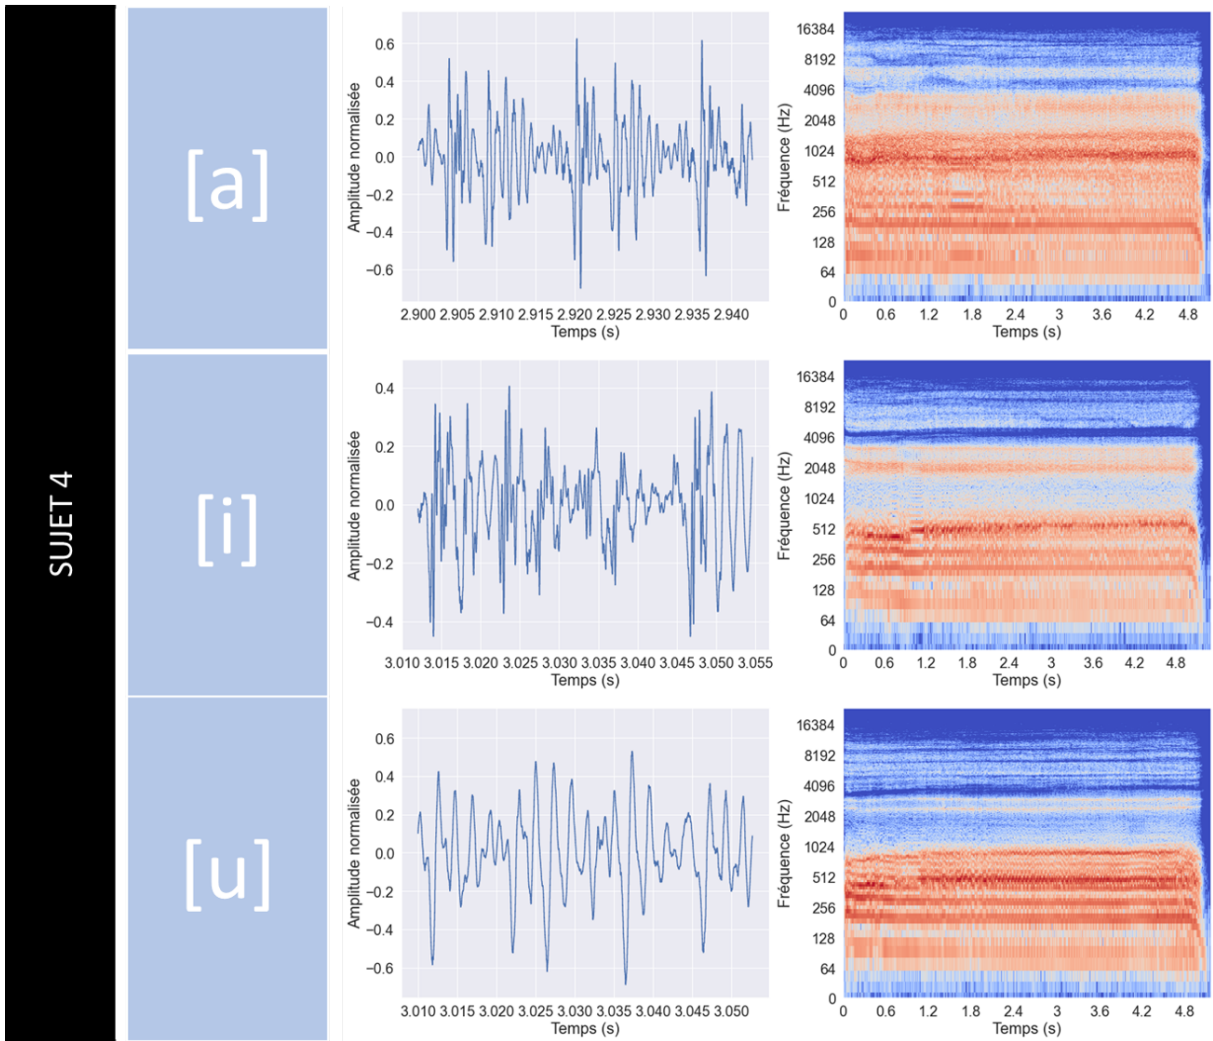 SUJET 4
[a]
Amplitude normalisée
0.6
0.4
0.2
0.0
−0.2
−0.4
−0.6
2.900 2.905 2.910 2.915 2.920 2.925 2.930 2.935 2.940
Temps (s)
Fréquence (Hz)
16384
8192
4096
2048
1024
512
256
128
64
0
0 0.6 1.2 1.8 2.4 3 3.6 4.2 4.8
Temps (s)
[i]
Amplitude normalisée
0.4
0.2
0.0
−0.2
−0.4
3.010 3.015 3.020 3.025 3.030 3.035 3.040 3.045 3.050 3.055
Temps (s)
Fréquence (Hz)
16384
8192
4096
2048
1024
512
256
128
64
0
0 0.6 1.2 1.8 2.4 3 3.6 4.2 4.8
Temps (s)
[u]
Amplitude normalisée
0.6
0.4
0.2
0.0
−0.2
−0.4
−0.6
3.010 3.015 3.020 3.025 3.030 3.035 3.040 3.045 3.050
Temps (s)
Fréquence (Hz)
16384
8192
4096
2048
1024
512
256
128
64
0
0 0.6 1.2 1.8 2.4 3 3.6 4.2 4.8
Temps (s)